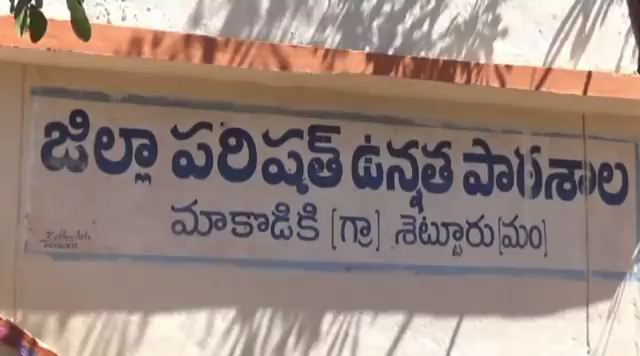 జిల్లా పరిషత్ ఉన్నత పాఠశాల
మాకొడికి [గ్రా] శెట్టూరు [మం]